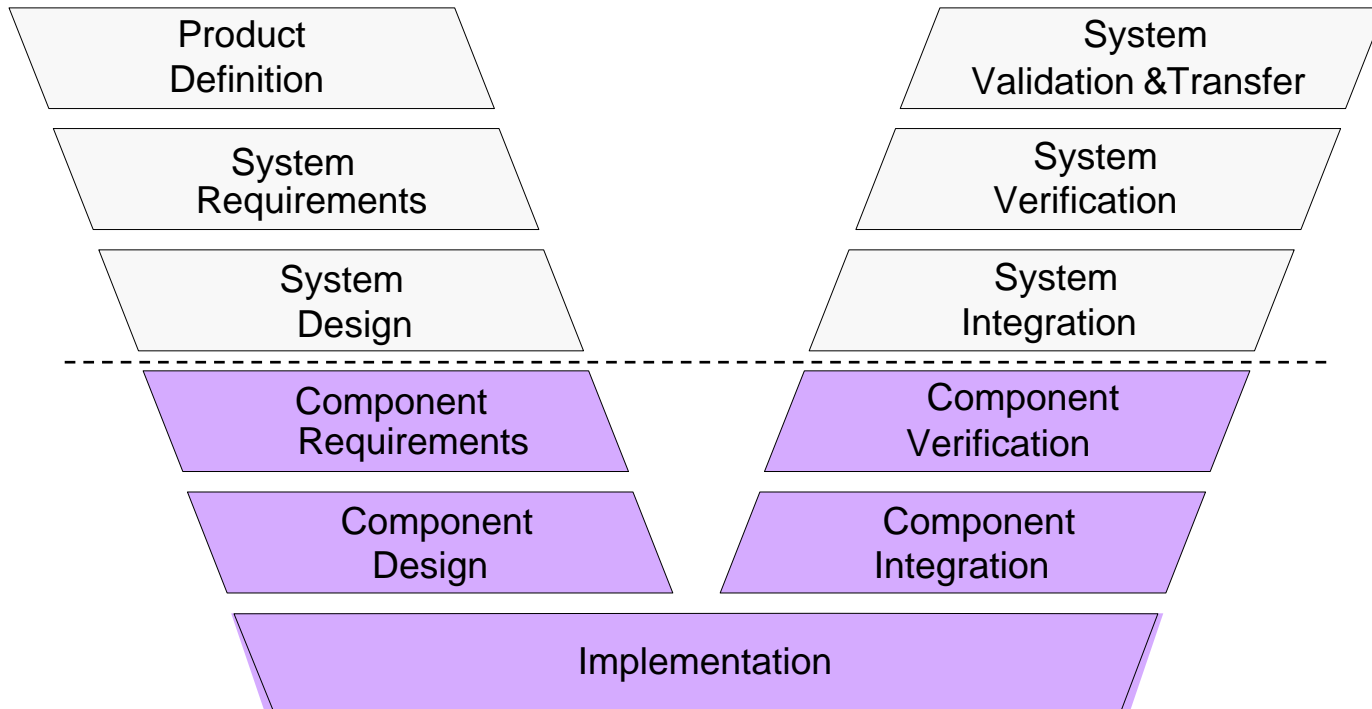 Product
Definition
System
Requirements
System
Design
Component
Requirements
Component
Design
Implementation
Component
Integration
Component
Verification
System
Integration
System
Verification
System
Validation &Transfer